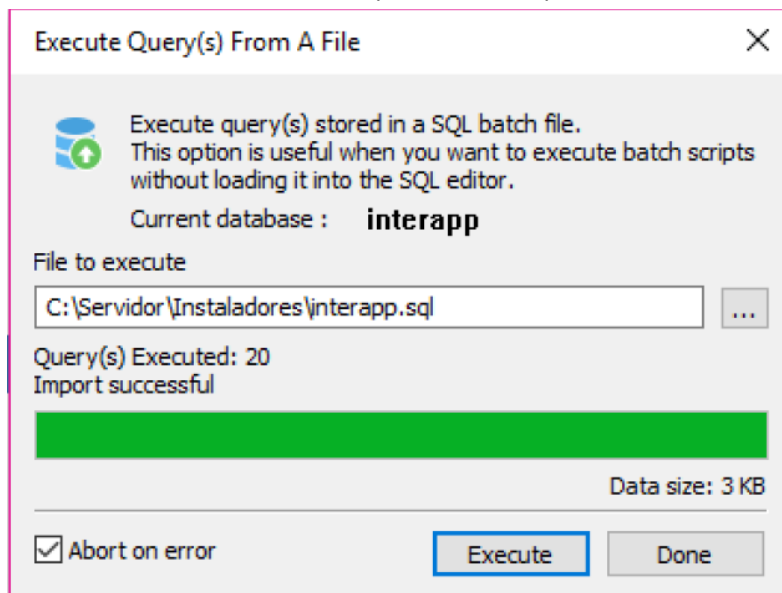 Execute Query(s) From A File
Execute query(s) stored in a SQL batch file.
This option is useful when you want to execute batch scripts
without loading it into the SQL editor.
Current database : interapp
File to execute
C:\Servidor\Instaladores\interapp.sql
...
Query(s) Executed: 20
Import successful
Data size: 3 KB
Abort on error
Execute
Done